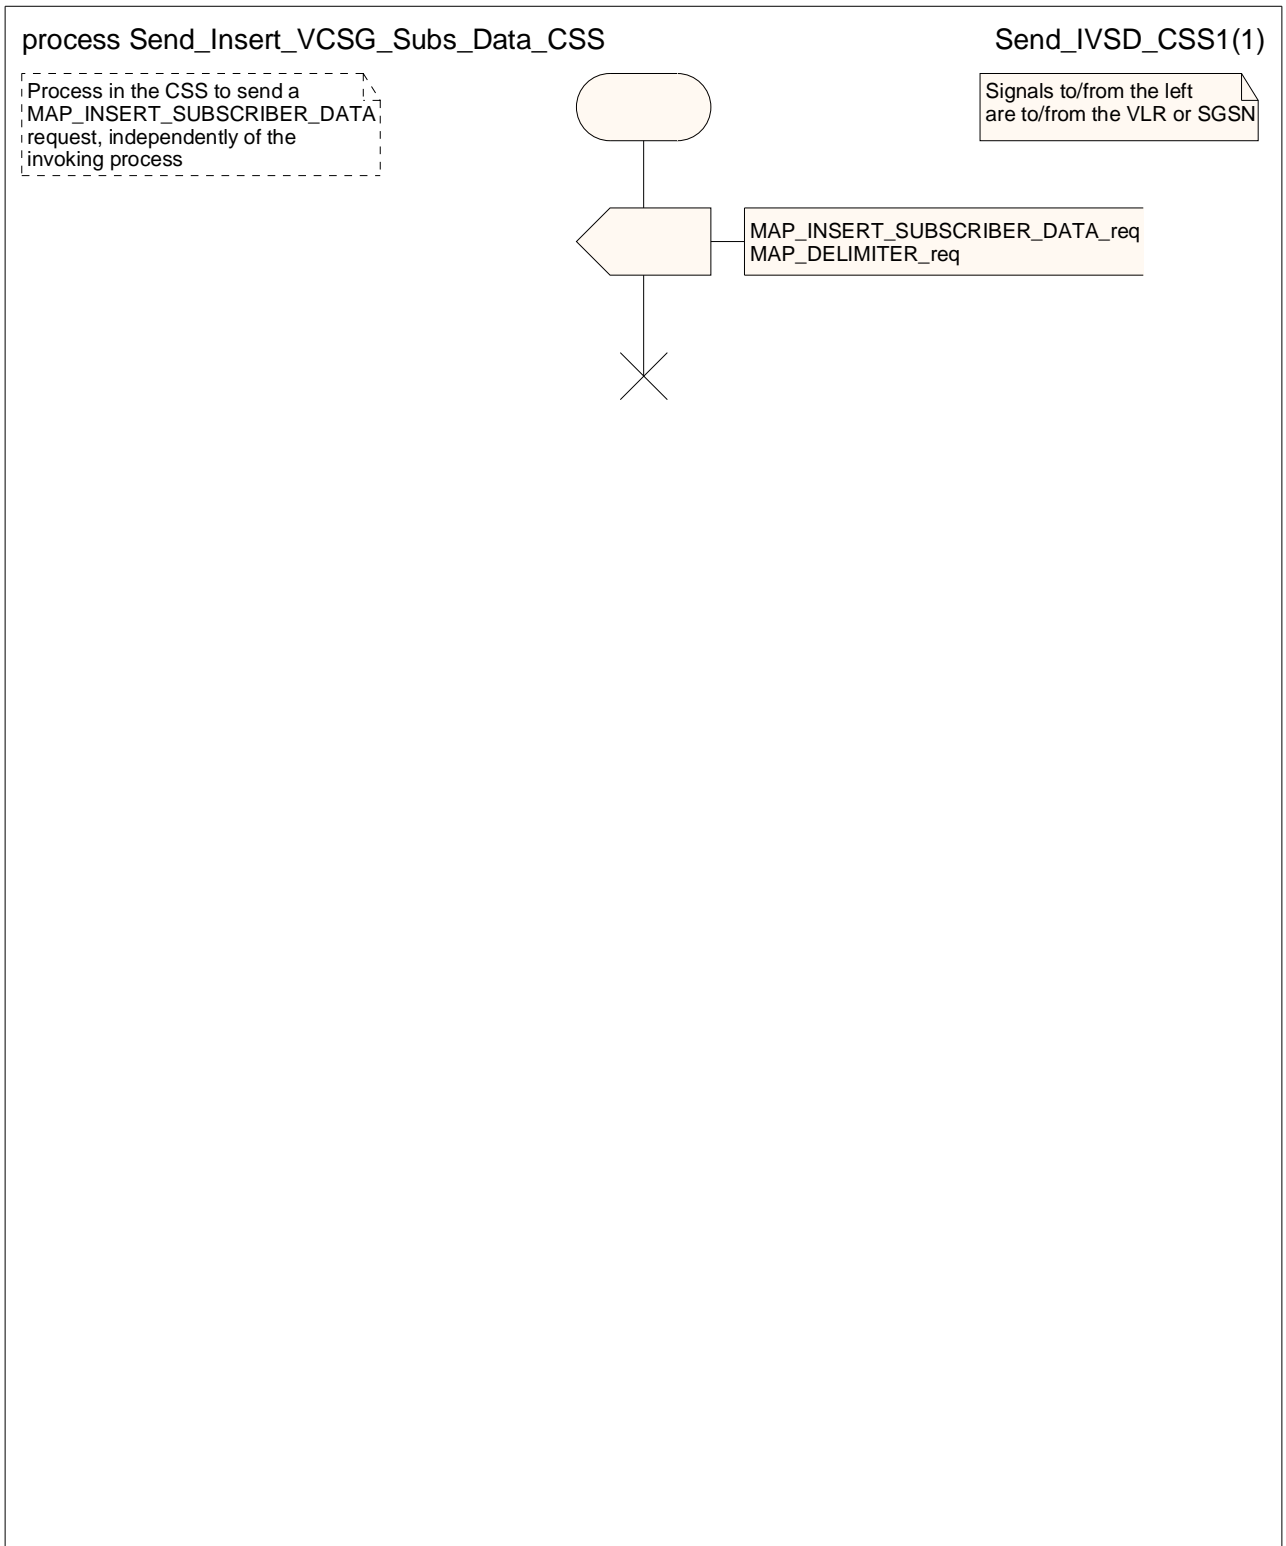 process Send_Insert_VCSG_Subs_Data_CSS
Send_IVSD_CSS1(1)
Process in the CSS to send a
MAP_INSERT_SUBSCRIBER_DATA
request, independently of the
invoking process
Signals to/from the left
are to/from the VLR or SGSN
MAP_INSERT_SUBSCRIBER_DATA_req
MAP_DELIMITER_req